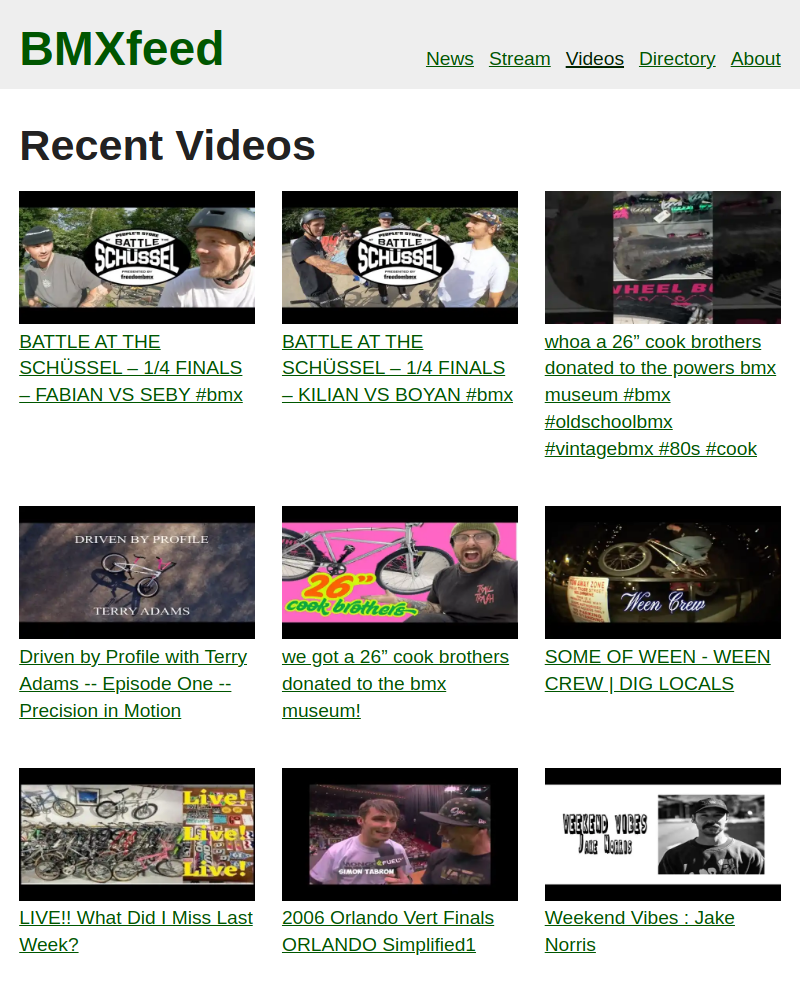 BMXfeed
News Stream Videos Directory About
Recent Videos
PEOPLE'S STORE
BATTLE
SCHÜSSEL
PRESENTED BY
freedombmx
PEOPLE'S STORE
BATTLE
SCHÜSSEL
PRESENTED BY
freedombmx
WHEEL
BATTLE AT THE
SCHÜSSEL – 1/4 FINALS
– FABIAN VS SEBY #bmx
BATTLE AT THE
SCHÜSSEL – 1/4 FINALS
– KILIAN VS BOYAN #bmx
whoa a 26” cook brothers
donated to the powers bmx
museum #bmx
#oldschoolbmx
#vintagebmx #80s #cook
DRIVEN BY PROFILE
TERRY ADAMS
26”
cook brothers
Ween Crew
Driven by Profile with Terry
Adams -- Episode One --
Precision in Motion
we got a 26” cook brothers
donated to the bmx
museum!
SOME OF WEEN - WEEN
CREW | DIG LOCALS
Live!
Live!
Live!
SIMON TABRON
WEEKEND VIBES
JAKE NORRIS
LIVE!! What Did I Miss Last
Week?
2006 Orlando Vert Finals
ORLANDO Simplified1
Weekend Vibes : Jake
Norris